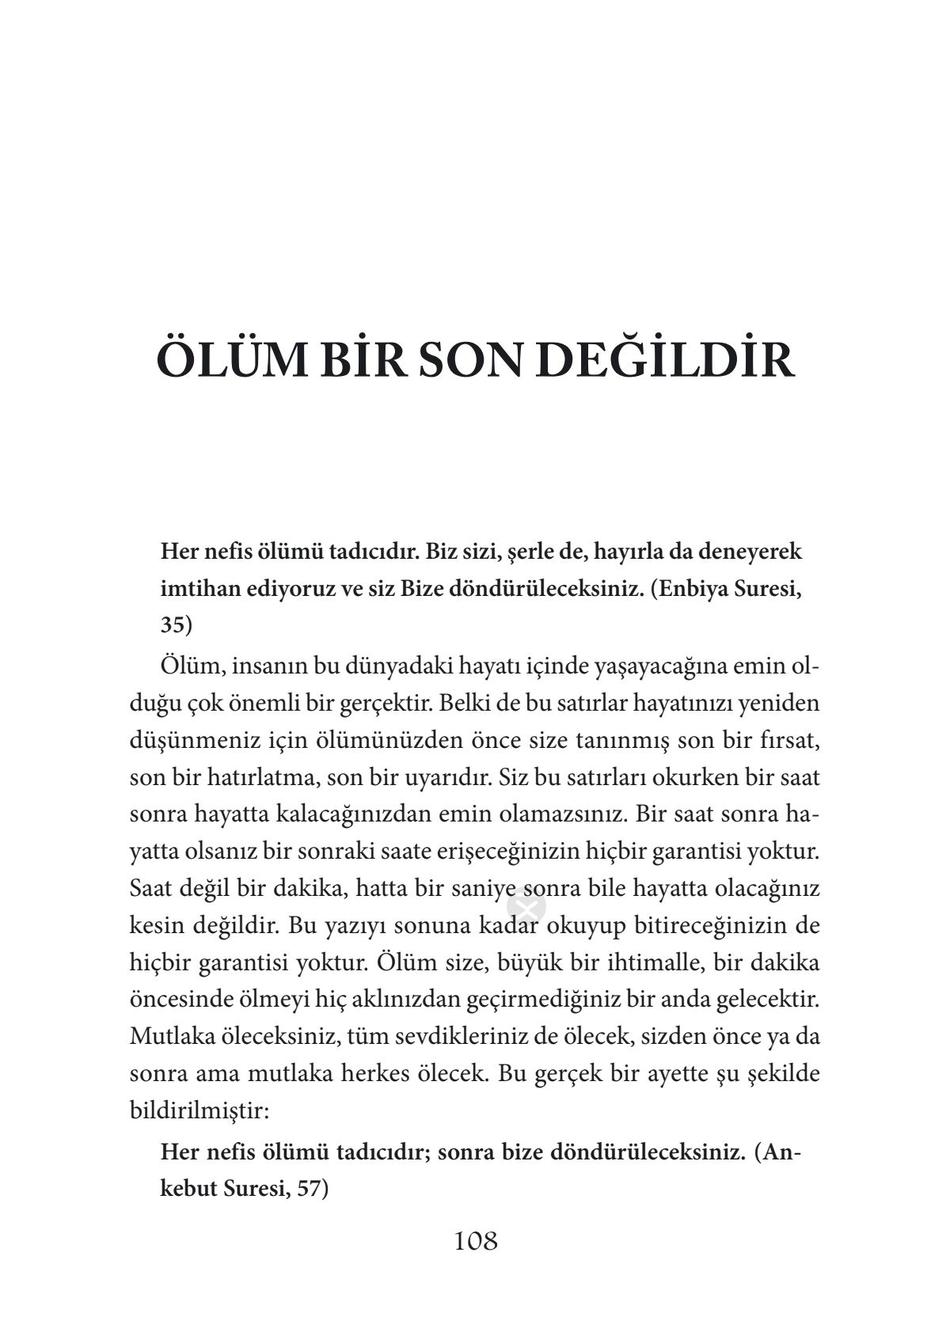 ÖLÜM BİR SON DEĞİLDİR
Her nefis ölümü tadıcıdır. Biz sizi, şerle de, hayırla da deneyerek
imtihan ediyoruz ve siz Bize döndürüleceksiniz. (Enbiya Suresi,
35)
Ölüm, insanın bu dünyadaki hayatı içinde yaşayacağına emin ol-
duğu çok önemli bir gerçektir. Belki de bu satırlar hayatınızı yeniden
düşünmeniz için ölümünüzden önce size tanınmış son bir fırsat,
son bir hatırlatma, son bir uyarıdır. Siz bu satırları okurken bir saat
sonra hayatta kalacağınızdan emin olamazsınız. Bir saat sonra ha-
yatta olsanız bir sonraki saate erişeceğinizin hiçbir garantisi yoktur.
Saat değil bir dakika, hatta bir saniye sonra bile hayatta olacağınız
kesin değildir. Bu yazıyı sonuna kadar okuyup bitireceğinizin de
hiçbir garantisi yoktur. Ölüm size, büyük bir ihtimalle, bir dakika
öncesinde ölmeyi hiç aklınızdan geçirmediğiniz bir anda gelecektir.
Mutlaka öleceksiniz, tüm sevdikleriniz de ölecek, sizden önce ya da
sonra ama mutlaka herkes ölecek. Bu gerçek bir ayette şu şekilde
bildirilmiştir:
Her nefis ölümü tadıcıdır; sonra bize döndürüleceksiniz. (An-
kebut Suresi, 57)
108